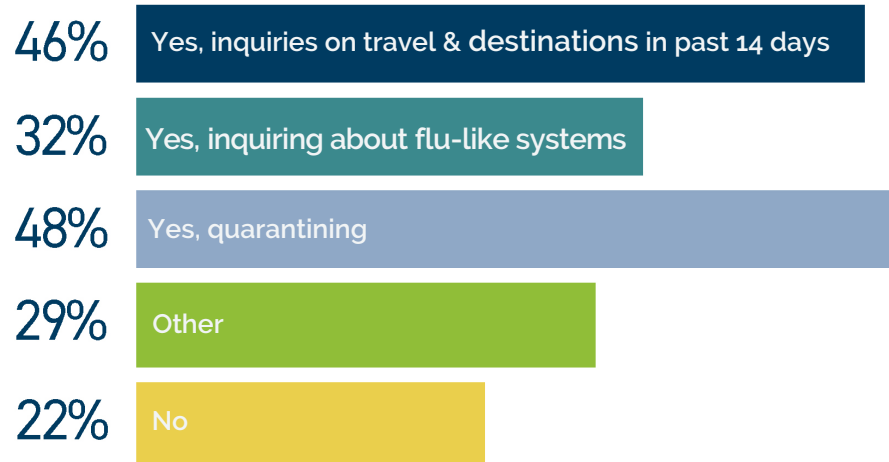 46% Yes, inquiries on travel & destinations in past 14 days
32% Yes, inquiring about flu-like systems
48% Yes, quarantining
29% Other
22% No